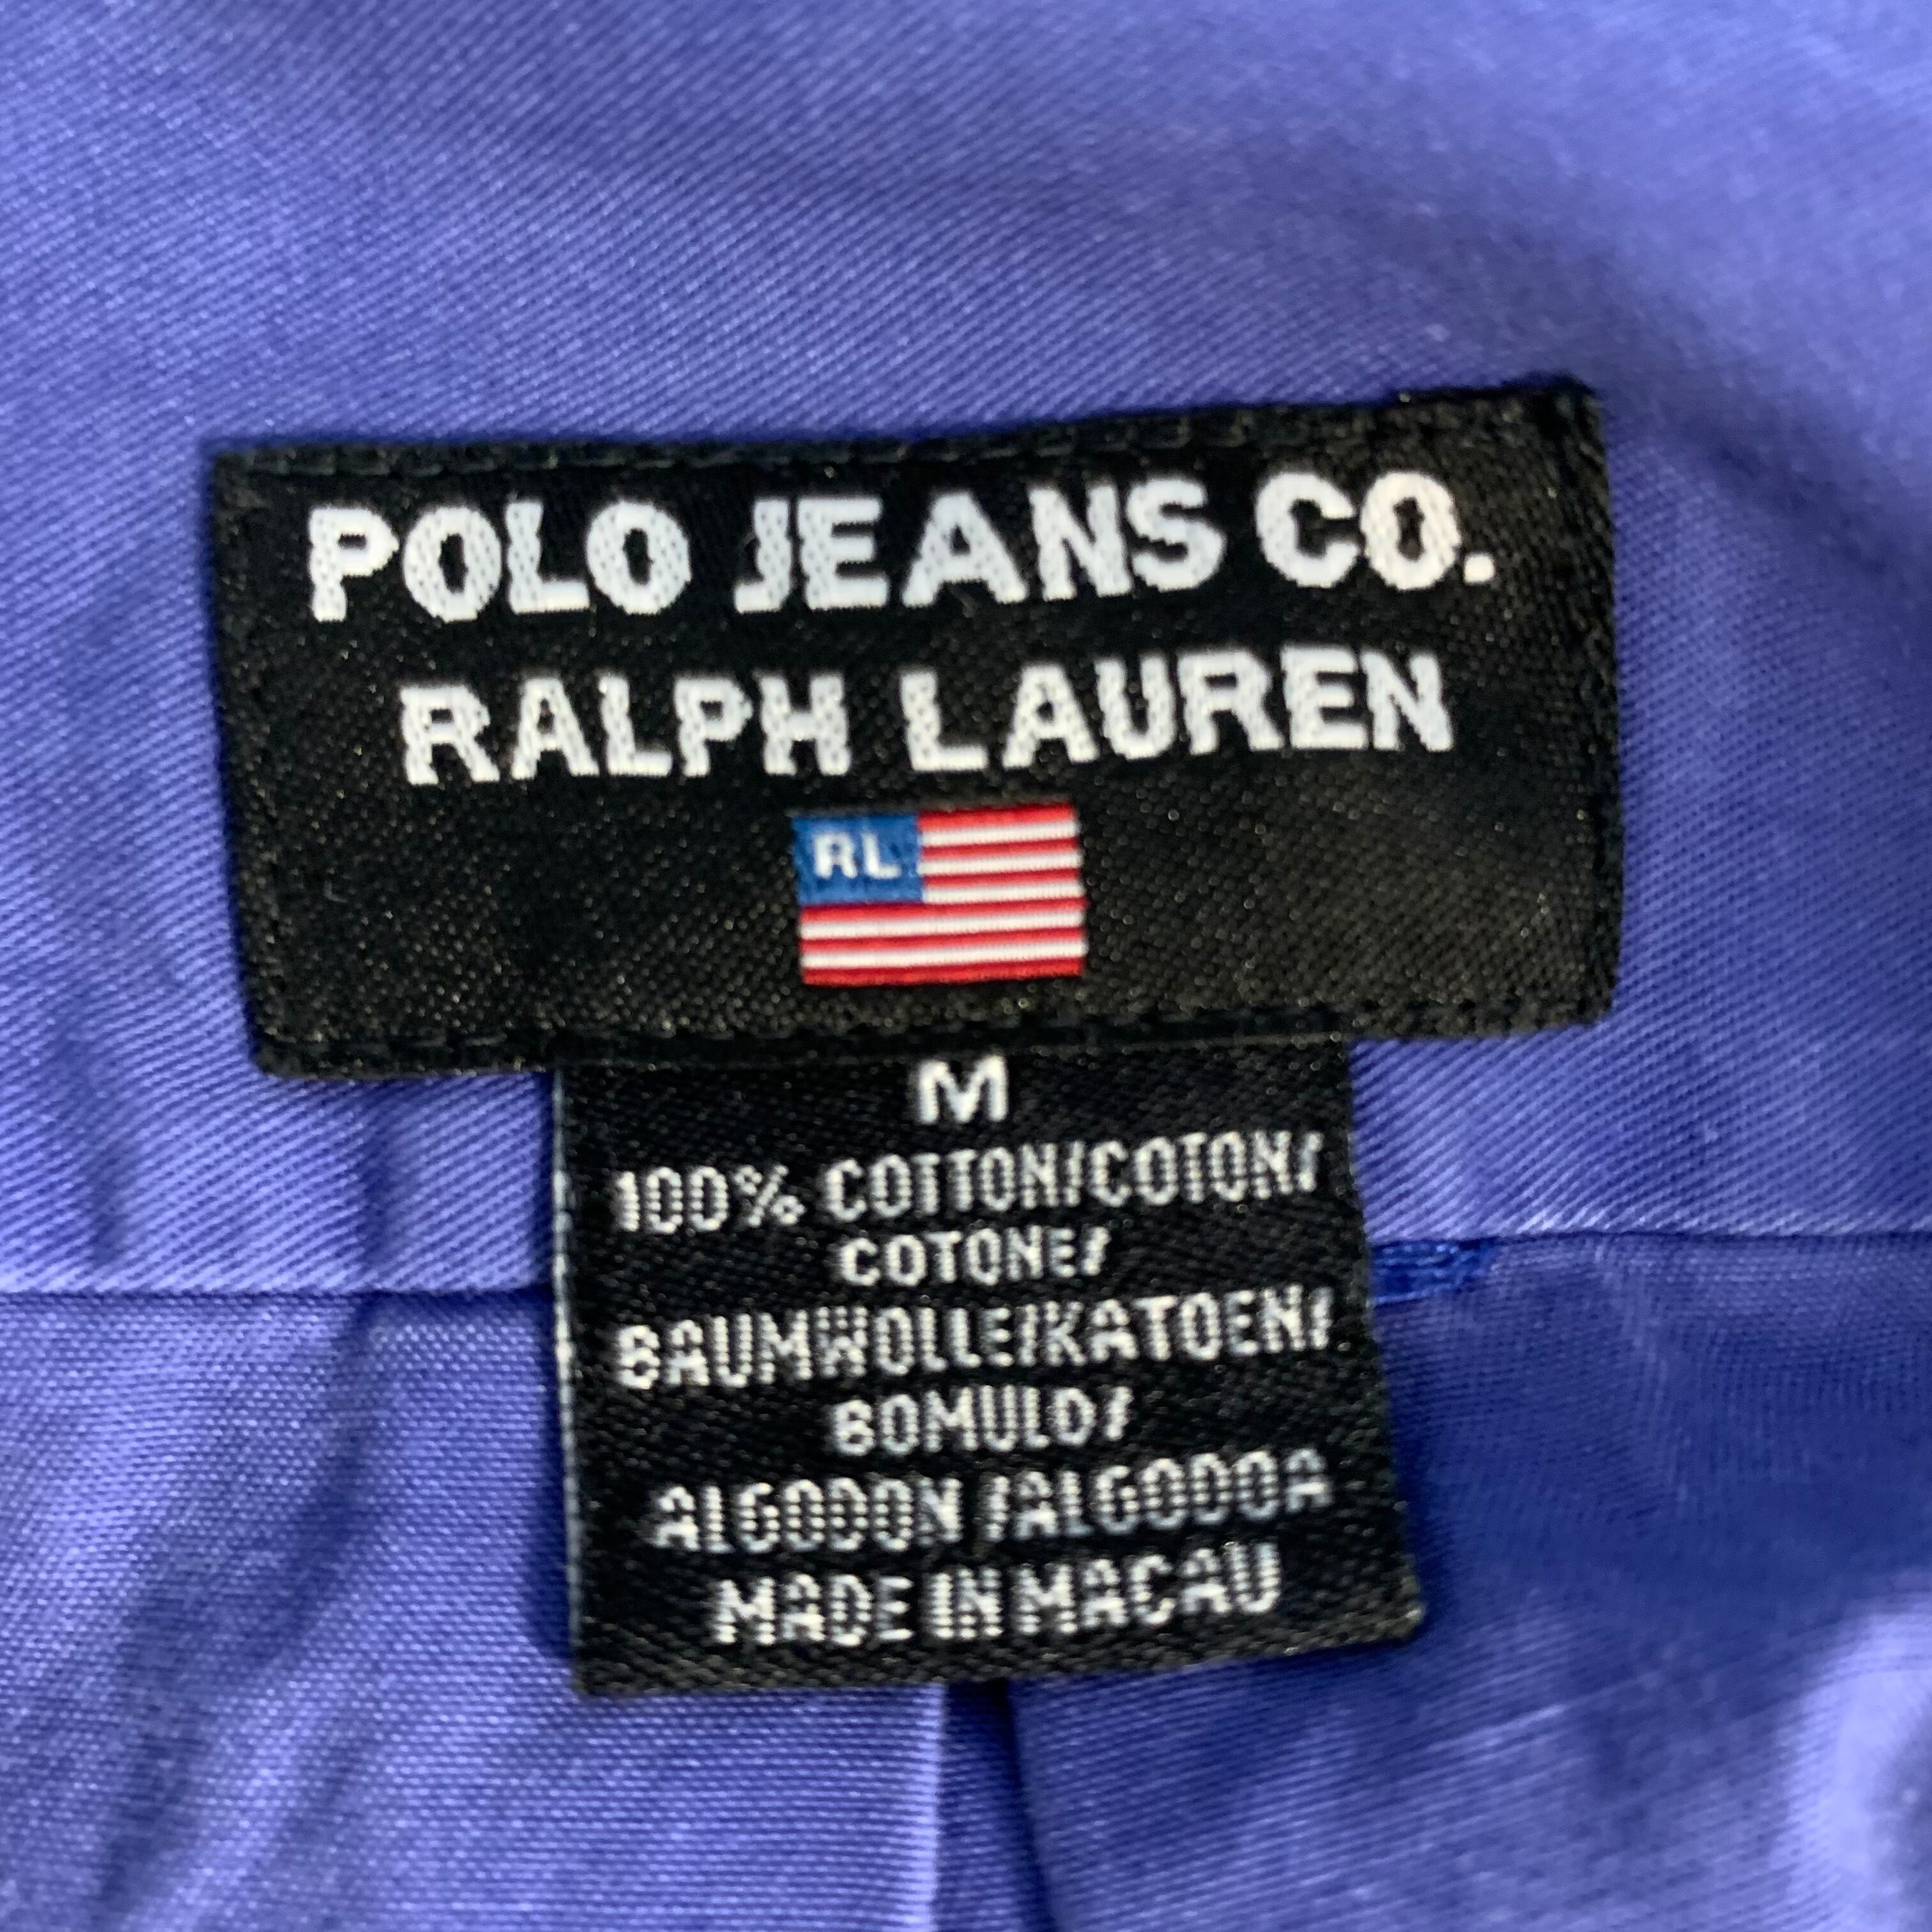 POLO JEANS CO.
RALPH LAUREN
RL
M
100% COTTON/COTON/
COTONE/
BAUMWOLLE/KATOEN/
BOMULD/
ALGODON /ALGODOA
MADE IN MACAU